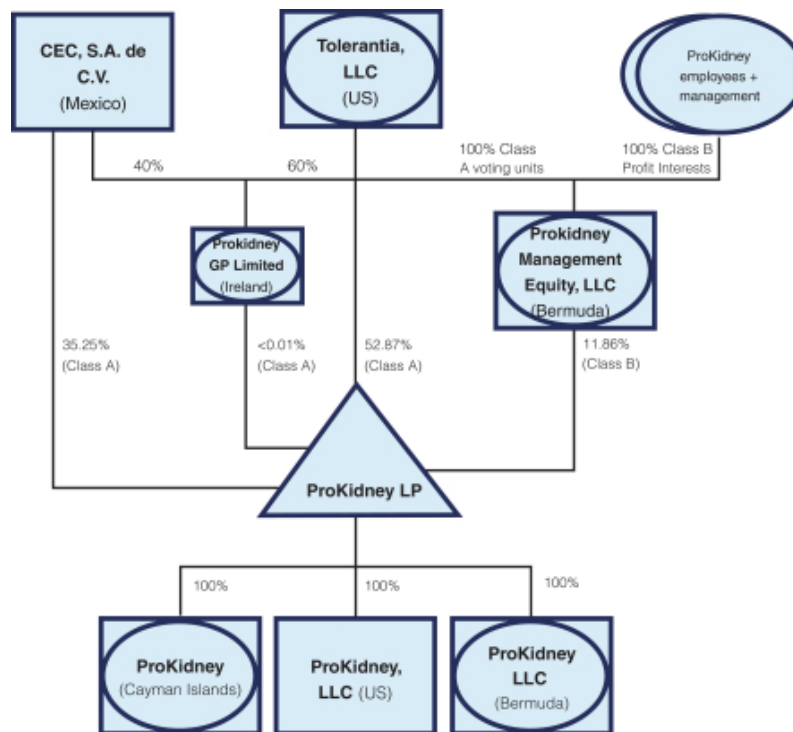 CEC, S.A. de
C.V.
(Mexico)
Tolerantia,
LLC
(US)
ProKidney
employees +
management
40%
60%
100% Class
A voting units
100% Class B
Profit Interests
Prokidney
GP Limited
(Ireland)
Prokidney
Management
Equity, LLC
(Bermuda)
35.25%
(Class A)
<0.01%
(Class A)
52.87%
(Class A)
11.86%
(Class B)
ProKidney LP
100%
100%
100%
ProKidney
(Cayman Islands)
ProKidney,
LLC (US)
ProKidney
LLC
(Bermuda)